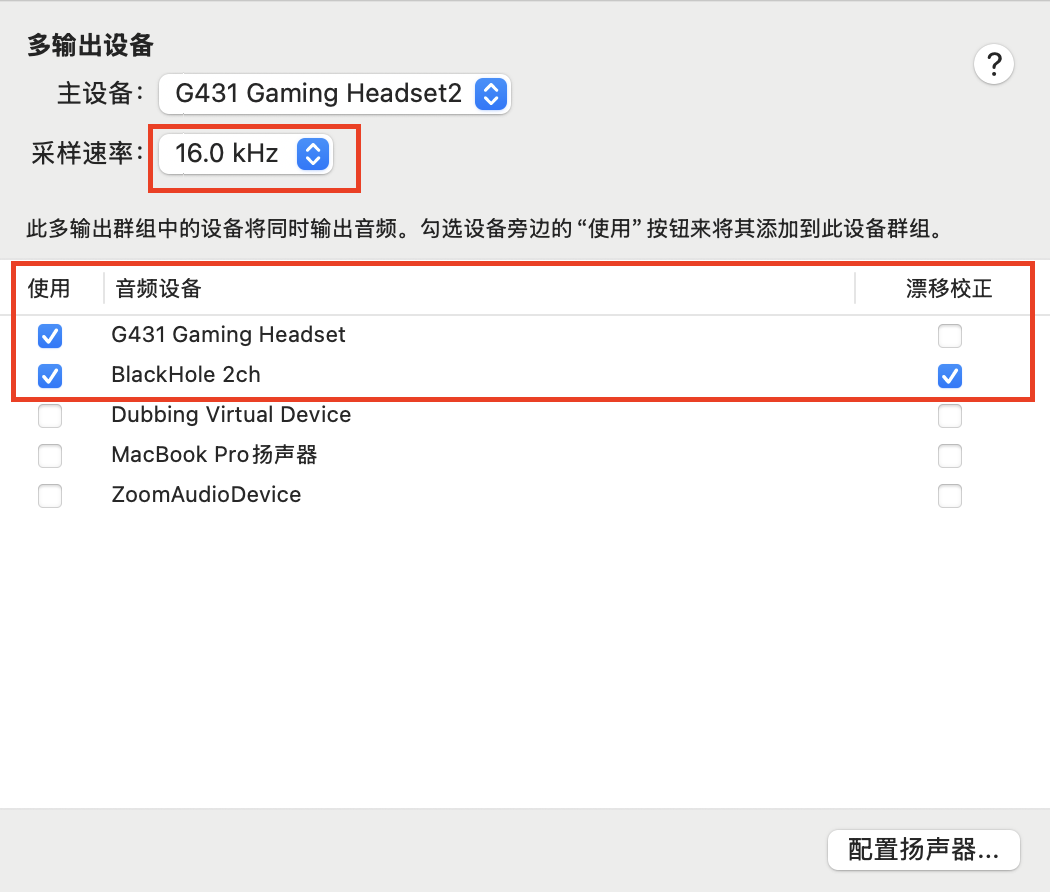 多输出设备
?
主设备： G431 Gaming Headset2
采样速率： 16.0 kHz
此多输出群组中的设备将同时输出音频。勾选设备旁边的“使用”按钮来将其添加到此设备群组。
使用 音频设备 漂移校正
G431 Gaming Headset
BlackHole 2ch
Dubbing Virtual Device
MacBook Pro扬声器
ZoomAudioDevice
配置扬声器...